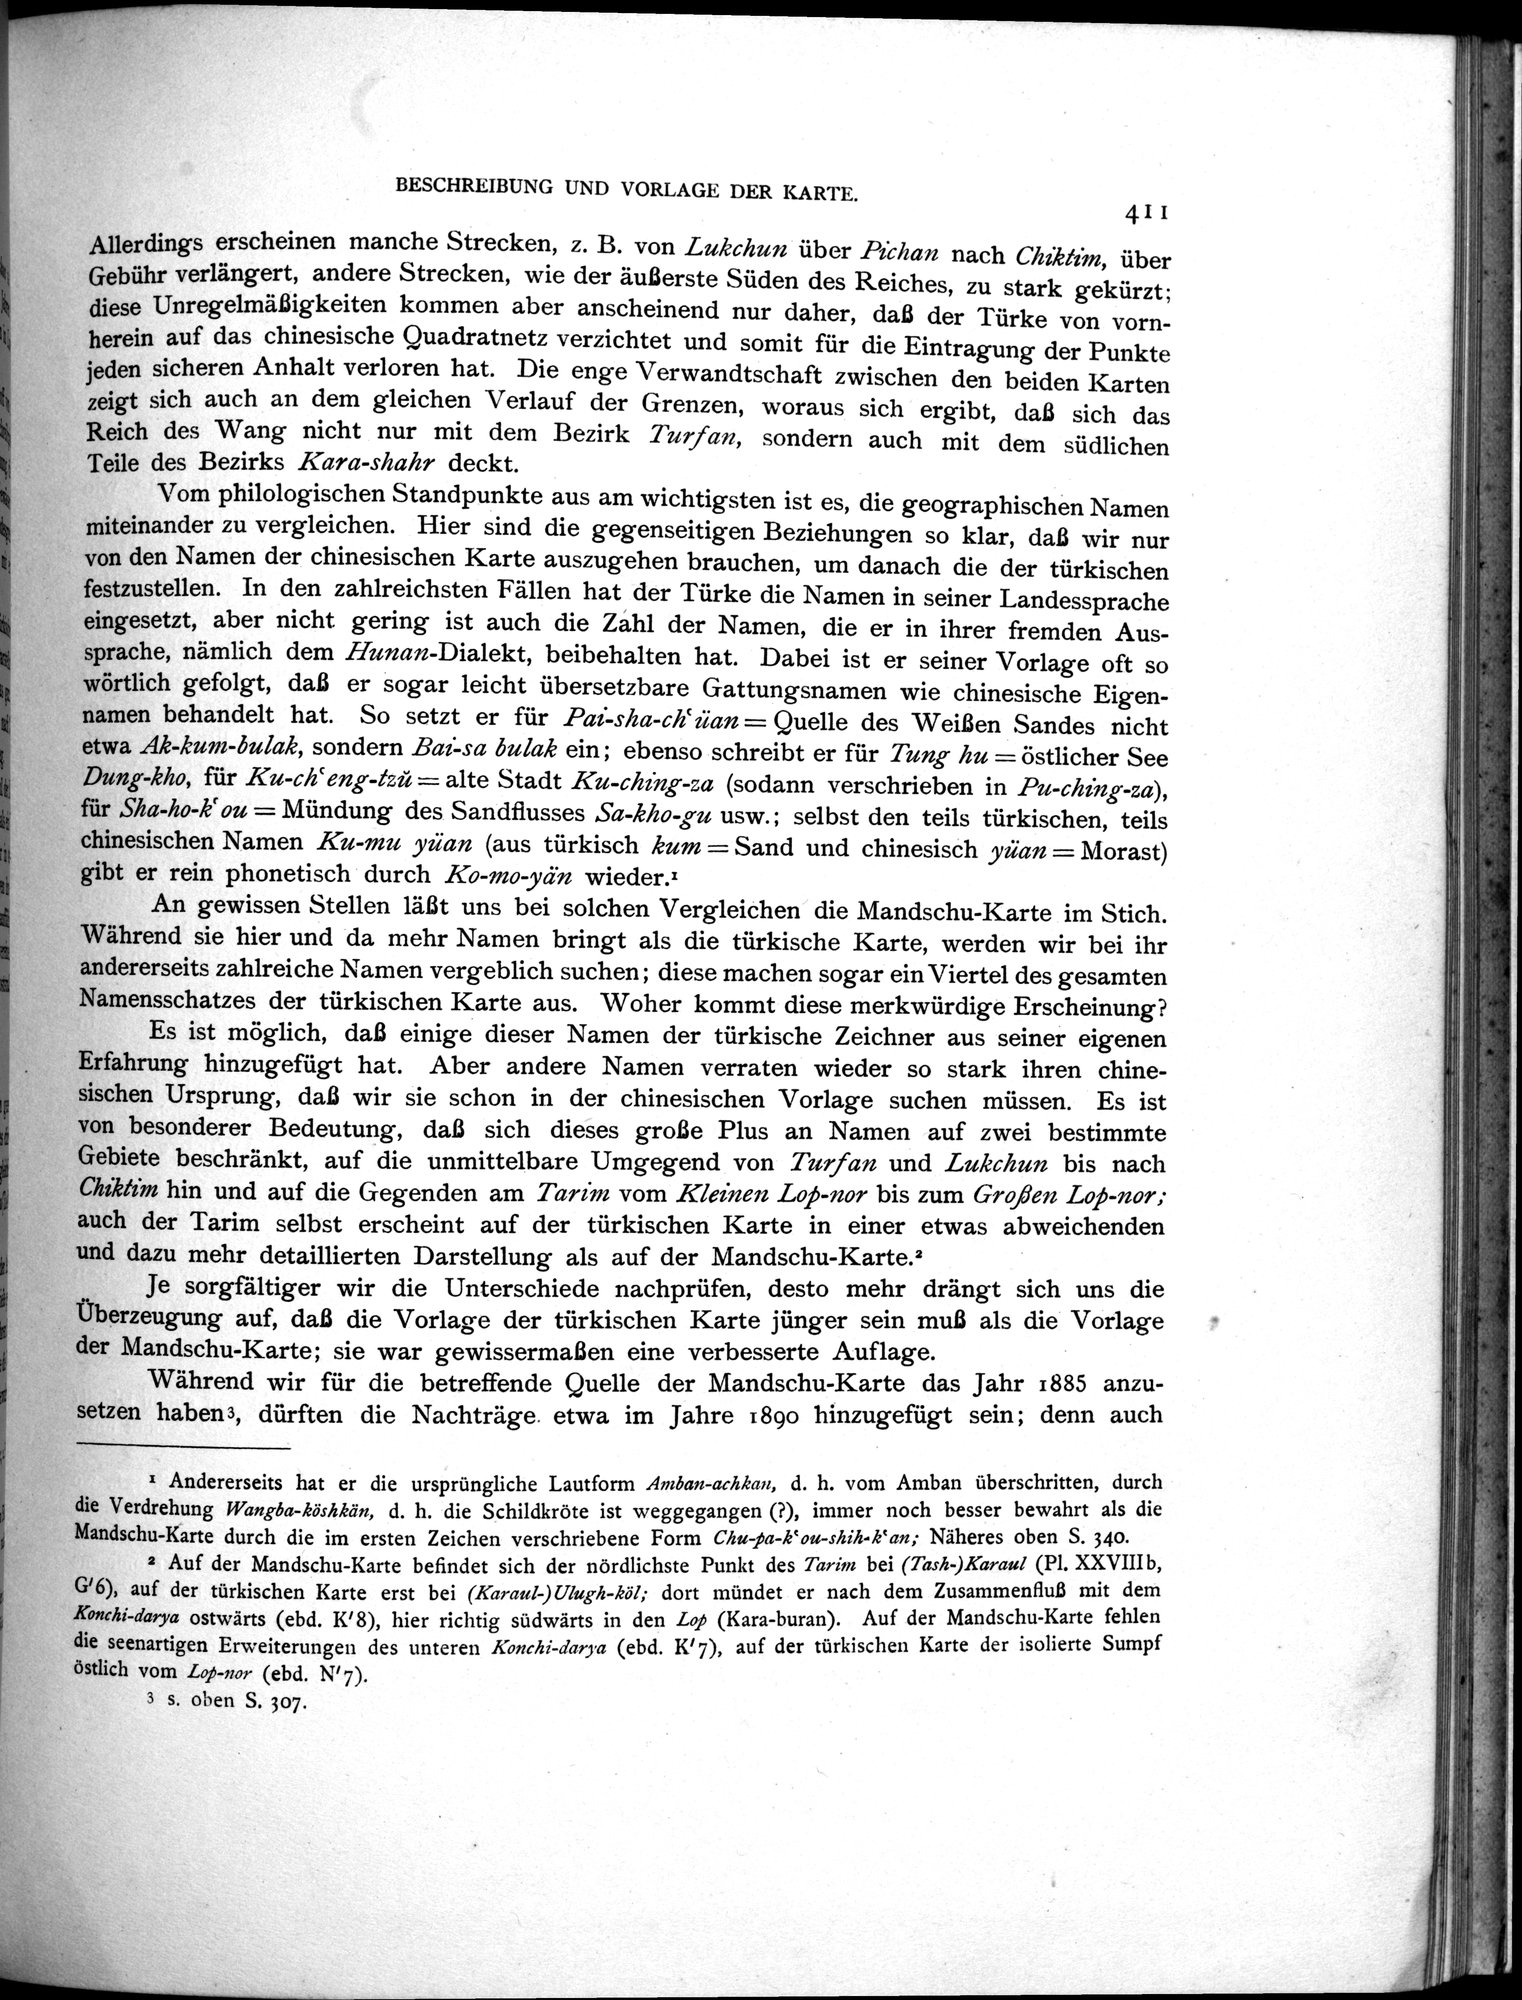 BESCHREIBUNG UND VORLAGE DER KARTE.
411
Allerdings erscheinen manche Strecken, z. B. von Lukchun über Pichan nach Chiktim, über
Gebühr verlängert, andere Strecken, wie der äußerste Süden des Reiches, zu stark gekürzt;
diese Unregelmäßigkeiten kommen aber anscheinend nur daher, daß der Türke von vorn-
herein auf das chinesische Quadratnetz verzichtet und somit für die Eintragung der Punkte
jeden sicheren Anhalt verloren hat. Die enge Verwandtschaft zwischen den beiden Karten
zeigt sich auch an dem gleichen Verlauf der Grenzen, woraus sich ergibt, daß sich das
Reich des Wang nicht nur mit dem Bezirk Turfan, sondern auch mit dem südlichen
Teile des Bezirks Kara-shahr deckt.
Vom philologischen Standpunkte aus am wichtigsten ist es, die geographischen Namen
miteinander zu vergleichen. Hier sind die gegenseitigen Beziehungen so klar, daß wir nur
von den Namen der chinesischen Karte auszugehen brauchen, um danach die der türkischen
festzustellen. In den zahlreichsten Fällen hat der Türke die Namen in seiner Landessprache
eingesetzt, aber nicht gering ist auch die Zahl der Namen, die er in ihrer fremden Aus-
sprache, nämlich dem Hunan-Dialekt, beibehalten hat. Dabei ist er seiner Vorlage oft so
wörtlich gefolgt, daß er sogar leicht übersetzbare Gattungsnamen wie chinesische Eigen-
namen behandelt hat. So setzt er für Pai-sha-chʿüan = Quelle des Weißen Sandes nicht
etwa Ak-kum-bulak, sondern Bai-sa bulak ein; ebenso schreibt er für Tung hu = östlicher See
Dung-kho, für Ku-chʿeng-tzŭ = alte Stadt Ku-ching-za (sodann verschrieben in Pu-ching-za),
für Sha-ho-kʿou = Mündung des Sandflusses Sa-kho-gu usw.; selbst den teils türkischen, teils
chinesischen Namen Ku-mu yüan (aus türkisch kum = Sand und chinesisch yüan = Morast)
gibt er rein phonetisch durch Ko-mo-yän wieder.¹
An gewissen Stellen läßt uns bei solchen Vergleichen die Mandschu-Karte im Stich.
Während sie hier und da mehr Namen bringt als die türkische Karte, werden wir bei ihr
andererseits zahlreiche Namen vergeblich suchen; diese machen sogar ein Viertel des gesamten
Namensschatzes der türkischen Karte aus. Woher kommt diese merkwürdige Erscheinung?
Es ist möglich, daß einige dieser Namen der türkische Zeichner aus seiner eigenen
Erfahrung hinzugefügt hat. Aber andere Namen verraten wieder so stark ihren chine-
sischen Ursprung, daß wir sie schon in der chinesischen Vorlage suchen müssen. Es ist
von besonderer Bedeutung, daß sich dieses große Plus an Namen auf zwei bestimmte
Gebiete beschränkt, auf die unmittelbare Umgegend von Turfan und Lukchun bis nach
Chiktim hin und auf die Gegenden am Tarim vom Kleinen Lop-nor bis zum Großen Lop-nor;
auch der Tarim selbst erscheint auf der türkischen Karte in einer etwas abweichenden
und dazu mehr detaillierten Darstellung als auf der Mandschu-Karte.²
Je sorgfältiger wir die Unterschiede nachprüfen, desto mehr drängt sich uns die
Überzeugung auf, daß die Vorlage der türkischen Karte jünger sein muß als die Vorlage
der Mandschu-Karte; sie war gewissermaßen eine verbesserte Auflage.
Während wir für die betreffende Quelle der Mandschu-Karte das Jahr 1885 anzu-
setzen haben³, dürften die Nachträge etwa im Jahre 1890 hinzugefügt sein; denn auch
¹ Andererseits hat er die ursprüngliche Lautform Amban-achkan, d. h. vom Amban überschritten, durch
die Verdrehung Wangba-köshkän, d. h. die Schildkröte ist weggegangen (?), immer noch besser bewahrt als die
Mandschu-Karte durch die im ersten Zeichen verschriebene Form Chu-pa-kʿou-shih-kʿan; Näheres oben S. 340.
² Auf der Mandschu-Karte befindet sich der nördlichste Punkt des Tarim bei (Tash-)Karaul (Pl. XXVIIIb,
G′6), auf der türkischen Karte erst bei (Karaul-)Ulugh-köl; dort mündet er nach dem Zusammenfluß mit dem
Konchi-darya ostwärts (ebd. K′8), hier richtig südwärts in den Lop (Kara-buran). Auf der Mandschu-Karte fehlen
die seenartigen Erweiterungen des unteren Konchi-darya (ebd. K′7), auf der türkischen Karte der isolierte Sumpf
östlich vom Lop-nor (ebd. N′7).
³ s. oben S. 307.